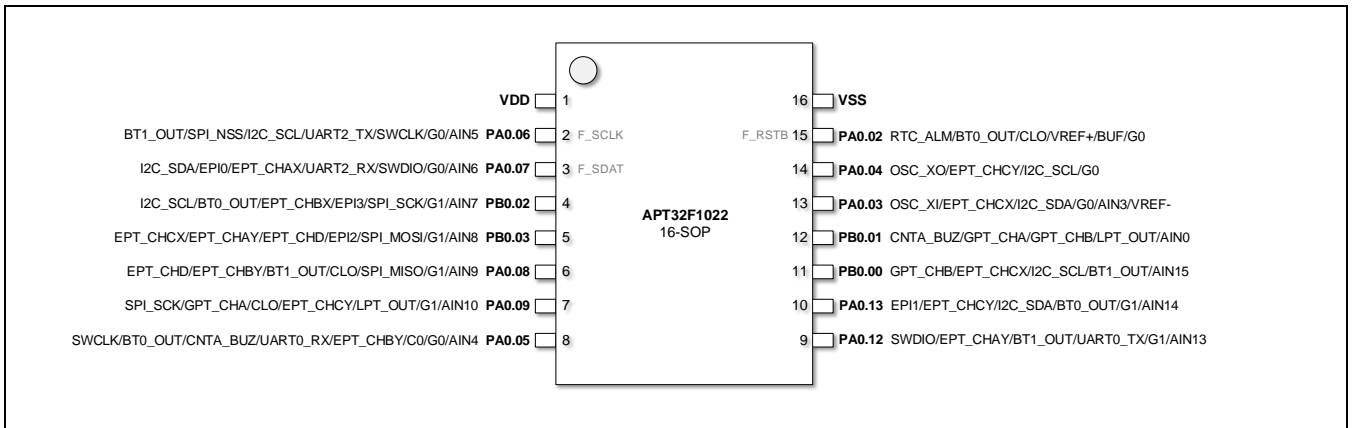 VDD 1 16 VSS
BT1_OUT/SPI_NSS/I2C_SCL/UART2_TX/SWCLK/G0/AIN5 PA0.06 2 F_SCLK F_RSTB 15 PA0.02 RTC_ALM/BT0_OUT/CLO/VREF+/BUF/G0
I2C_SDA/EPI0/EPT_CHAX/UART2_RX/SWDIO/G0/AIN6 PA0.07 3 F_SDAT 14 PA0.04 OSC_XO/EPT_CHCY/I2C_SCL/G0
I2C_SCL/BT0_OUT/EPT_CHBX/EPI3/SPI_SCK/G1/AIN7 PB0.02 4 13 PA0.03 OSC_XI/EPT_CHCX/I2C_SDA/G0/AIN3/VREF-
APT32F1022
16-SOP
EPT_CHCX/EPT_CHAY/EPT_CHD/EPI2/SPI_MOSI/G1/AIN8 PB0.03 5 12 PB0.01 CNTA_BUZ/GPT_CHA/GPT_CHB/LPT_OUT/AIN0
EPT_CHD/EPT_CHBY/BT1_OUT/CLO/SPI_MISO/G1/AIN9 PA0.08 6 11 PB0.00 GPT_CHB/EPT_CHCX/I2C_SCL/BT1_OUT/AIN15
SPI_SCK/GPT_CHA/CLO/EPT_CHCY/LPT_OUT/G1/AIN10 PA0.09 7 10 PA0.13 EPI1/EPT_CHCY/I2C_SDA/BT0_OUT/G1/AIN14
SWCLK/BT0_OUT/CNTA_BUZ/UART0_RX/EPT_CHBY/C0/G0/AIN4 PA0.05 8 9 PA0.12 SWDIO/EPT_CHAY/BT1_OUT/UART0_TX/G1/AIN13